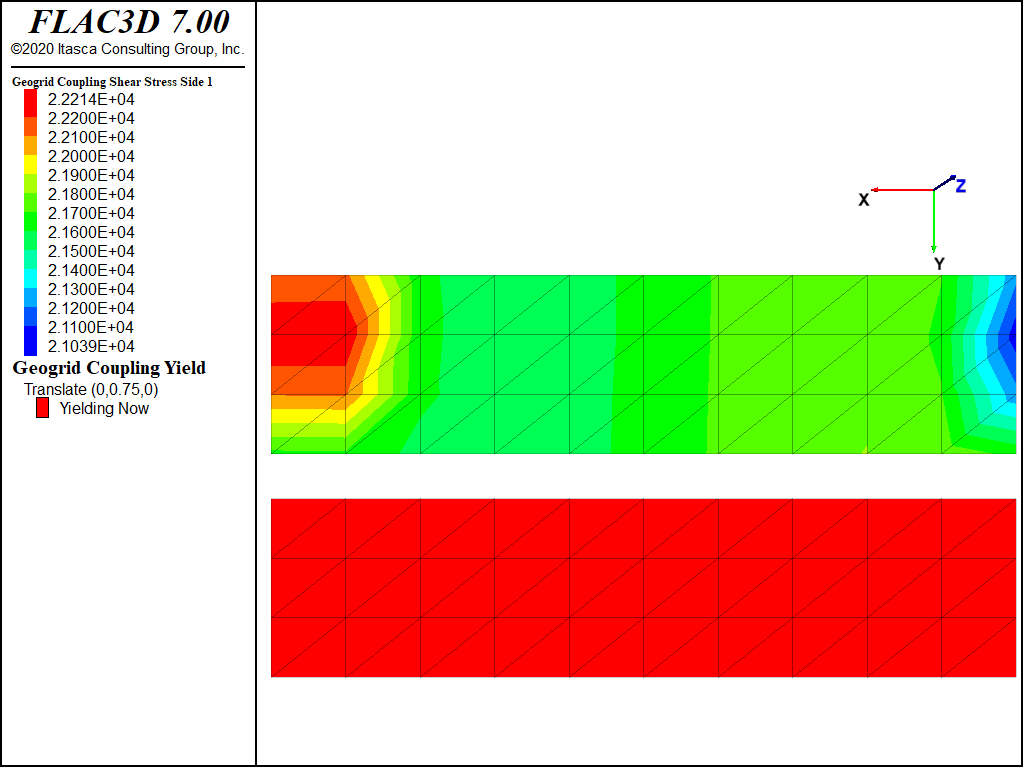 FLAC3D 7.00
©2020 Itasca Consulting Group, Inc.
Geogrid Coupling Shear Stress Side 1
2.2214E+04
2.2200E+04
2.2100E+04
2.2000E+04
2.1900E+04
2.1800E+04
2.1700E+04
2.1600E+04
2.1500E+04
2.1400E+04
2.1300E+04
2.1200E+04
2.1100E+04
2.1039E+04
Geogrid Coupling Yield
Translate (0,0.75,0)
Yielding Now
Z
X
Y